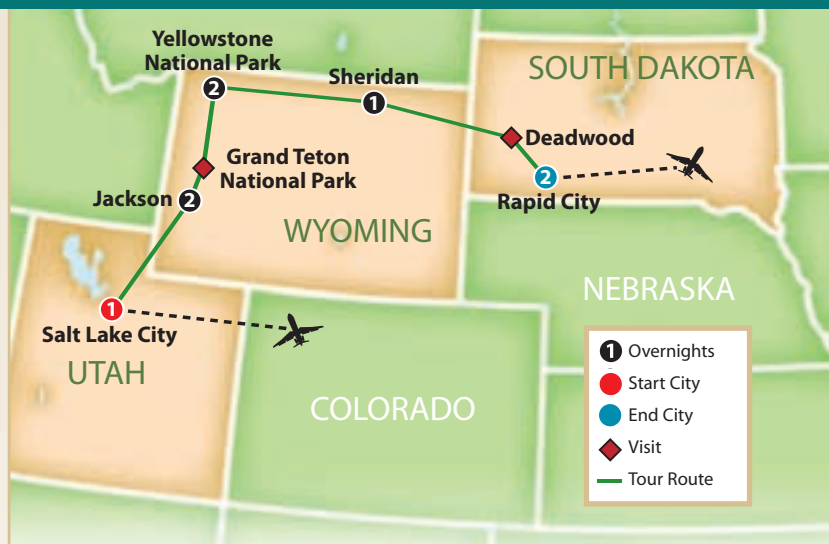 Yellowstone
National Park
2
Sheridan
1
SOUTH DAKOTA
Deadwood
2
Rapid City
Grand Teton
National Park
Jackson
2
WYOMING
NEBRASKA
1
Salt Lake City
UTAH
COLORADO
1 Overnights
Start City
End City
Visit
Tour Route